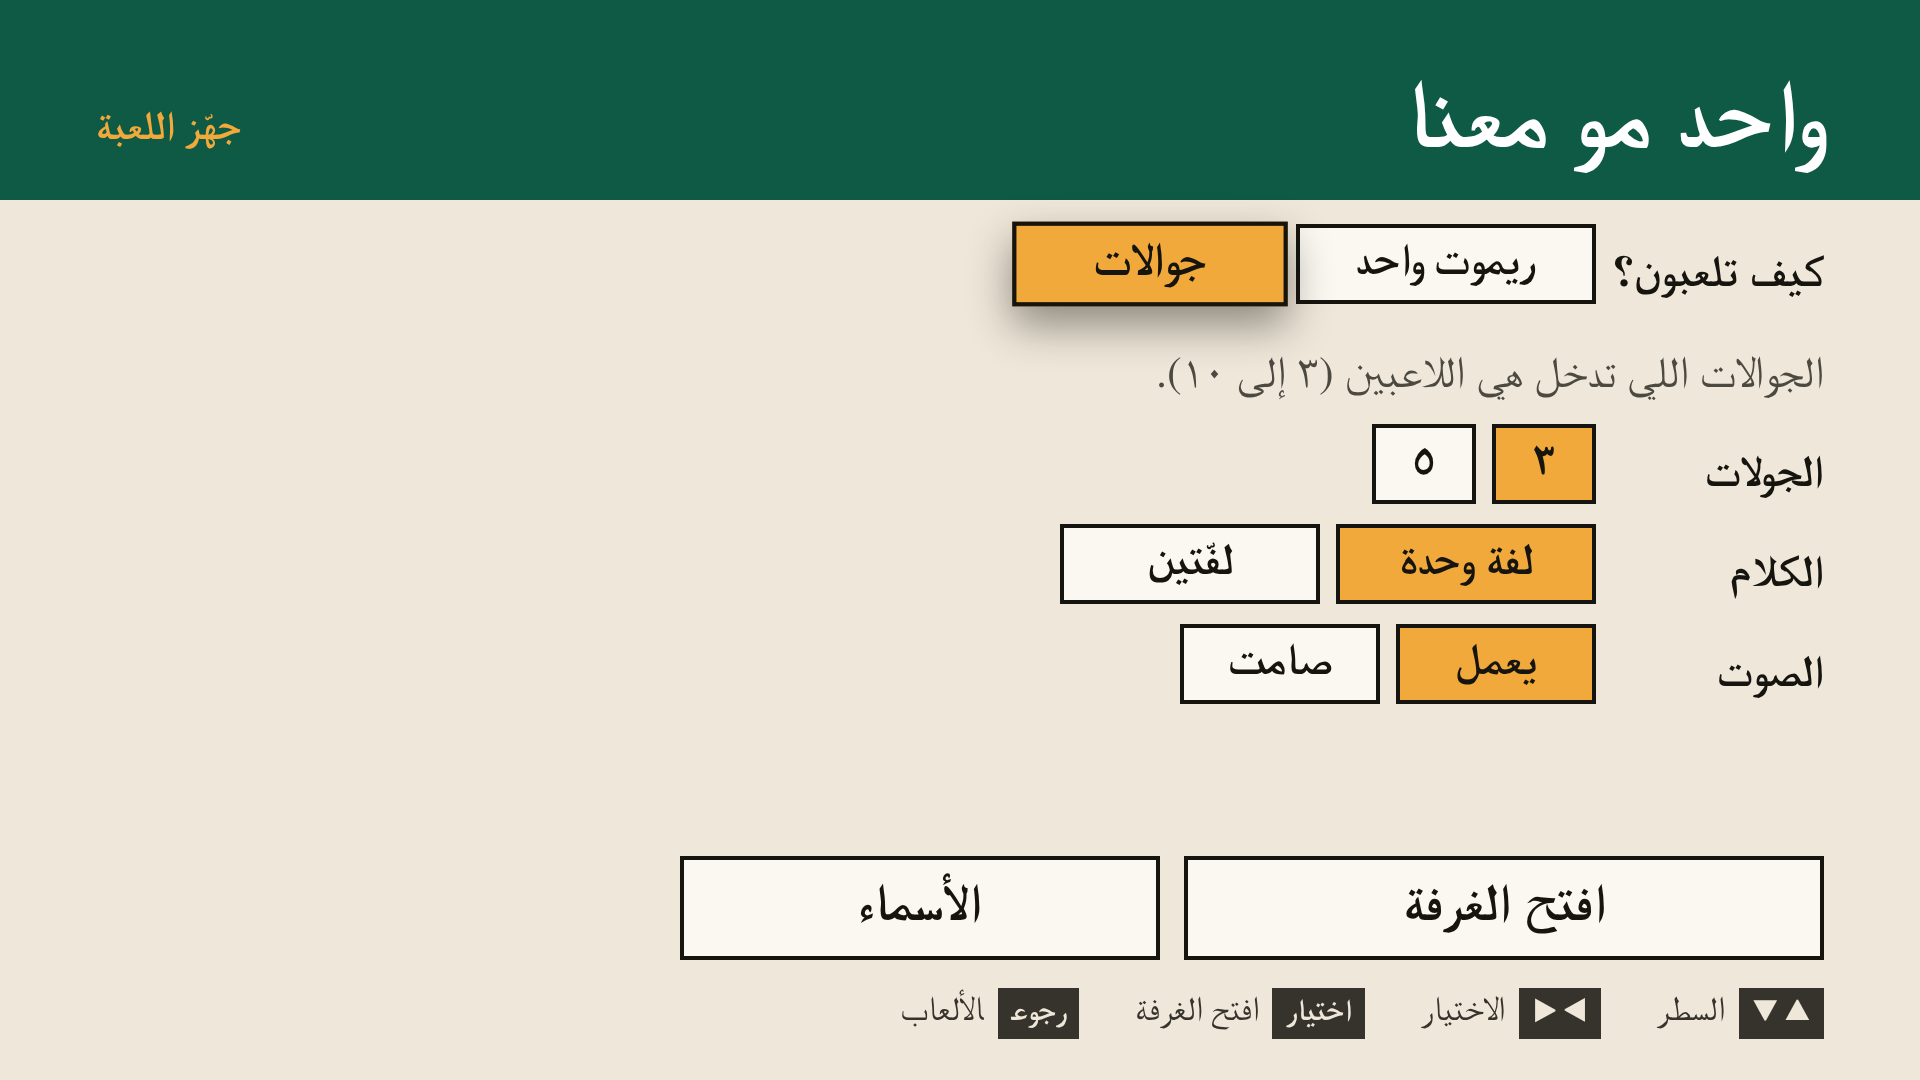 واحد مو معنا
جهّز اللعبة
كيف تلعبون؟ ريموت واحد جوالات
الجوالات اللي تدخل هي اللاعبين (٣ إلى ١٠).
الجولات ٣ ٥
الكلام لفة وحدة لفّتين
الصوت يعمل صامت
افتح الغرفة الأسماء
▲▼ السطر ◀▶ الاختيار اختيار افتح الغرفة رجوع الألعاب